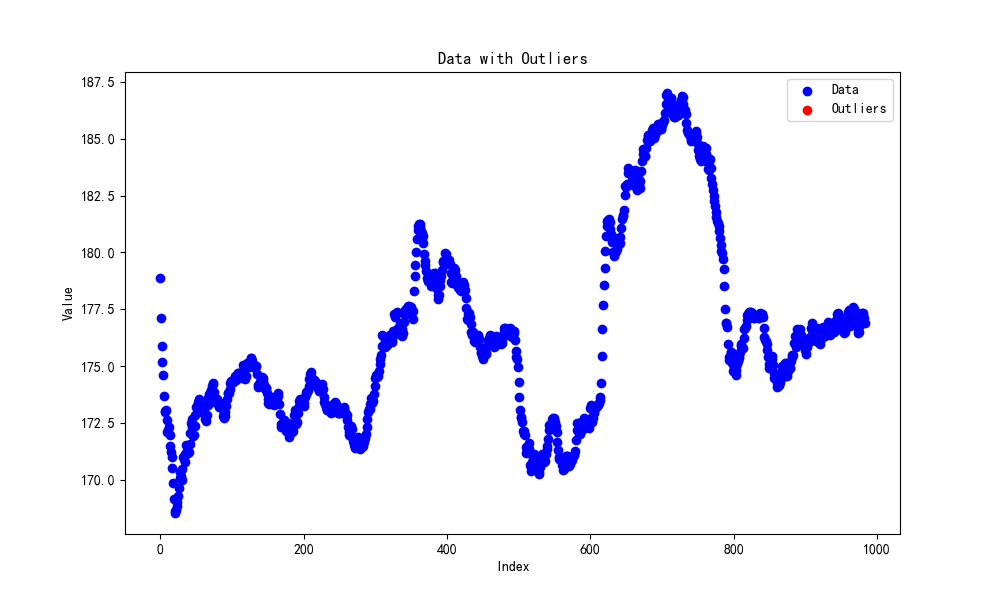 Data with Outliers
Data
Outliers
187.5
185.0
182.5
180.0
177.5
175.0
172.5
170.0
Value
0 200 400 600 800 1000
Index